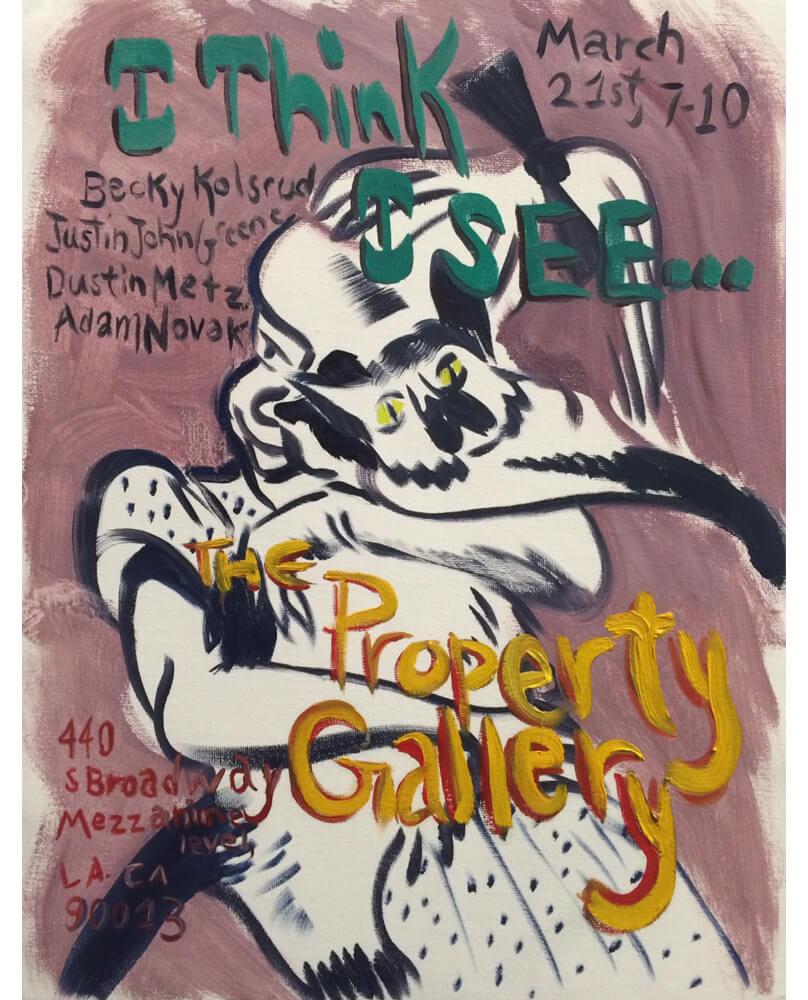 I Think
I SEE...
March
21st, 7-10
Becky Kolsrud
Justin John Greene
Dustin Metz
Adam Novak
THE
Property
Gallery
440
S Broadway
Mezzanine
level
LA. CA
90013